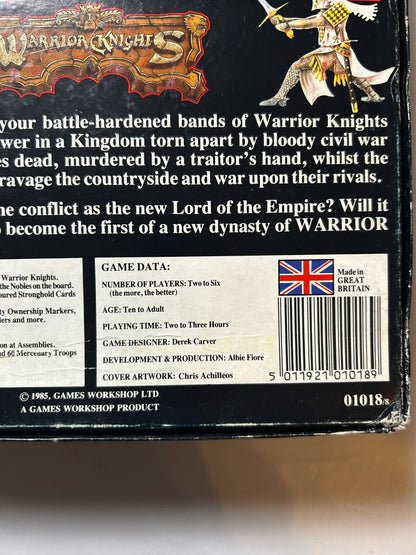 WARRIOR KNIGHTS
your battle-hardened bands of Warrior Knights
wer in a Kingdom torn apart by bloody civil war
es dead, murdered by a traitor's hand, whilst the
ravage the countryside and war upon their rivals.
ne conflict as the new Lord of the Empire? Will it
o become the first of a new dynasty of WARRIOR
Warrior Knights.
the Nobles on the board.
oured Stronghold Cards
ty Ownership Markers,
lers and more.
on at Assemblies.
nd 60 Mercenary Troops
GAME DATA:
NUMBER OF PLAYERS: Two to Six
(the more, the better)
AGE: Ten to Adult
PLAYING TIME: Two to Three Hours
GAME DESIGNER: Derek Carver
DEVELOPMENT & PRODUCTION: Albie Fiore
COVER ARTWORK: Chris Achilleos
Made in
GREAT
BRITAIN
5 011921 010189
© 1985, GAMES WORKSHOP LTD
A GAMES WORKSHOP PRODUCT
01018/8